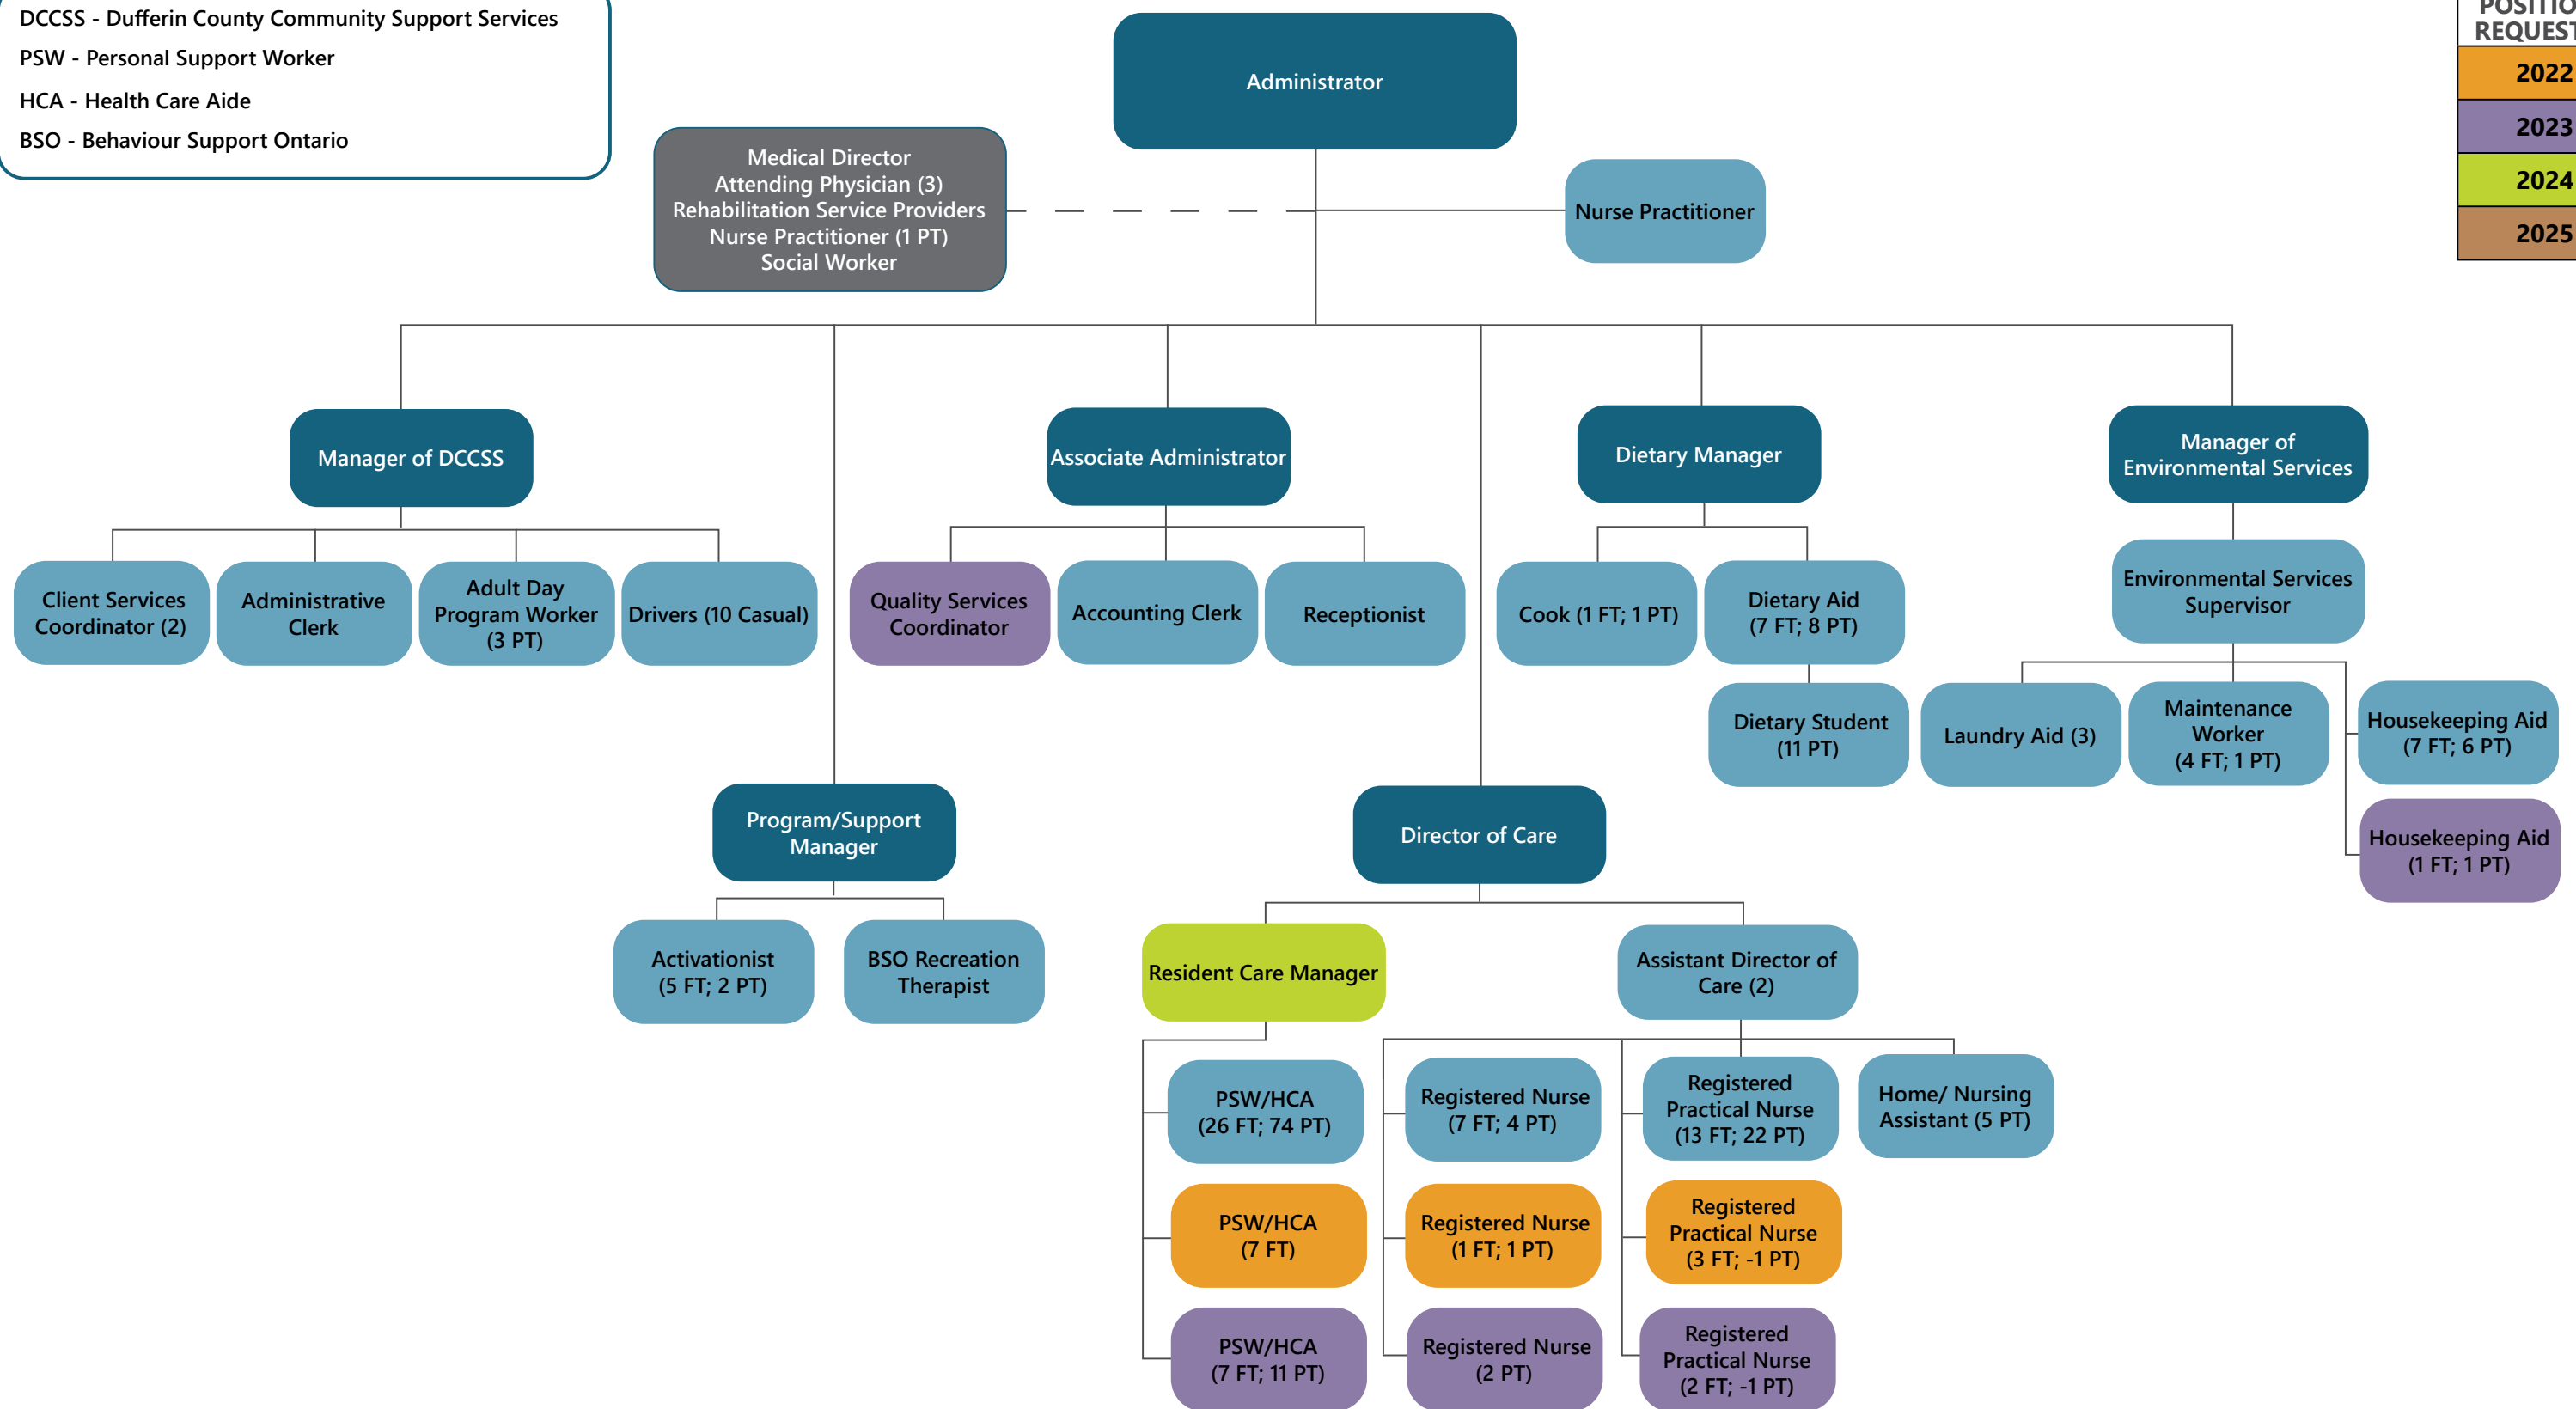 DCCSS - Dufferin County Community Support Services
PSW - Personal Support Worker
HCA - Health Care Aide
BSO - Behaviour Support Ontario
2022
2023
2024
2025
Administrator
Medical Director
Attending Physician (3)
Rehabilitation Service Providers
Nurse Practitioner (1 PT)
Social Worker
Nurse Practitioner
Manager of DCCSS
Associate Administrator
Dietary Manager
Manager of
Environmental Services
Client Services
Coordinator (2)
Administrative
Clerk
Adult Day
Program Worker
(3 PT)
Drivers (10 Casual)
Quality Services
Coordinator
Accounting Clerk
Receptionist
Cook (1 FT; 1 PT)
Dietary Aid
(7 FT; 8 PT)
Dietary Student
(11 PT)
Environmental Services
Supervisor
Laundry Aid (3)
Maintenance
Worker
(4 FT; 1 PT)
Housekeeping Aid
(7 FT; 6 PT)
Housekeeping Aid
(1 FT; 1 PT)
Program/Support
Manager
Activationist
(5 FT; 2 PT)
BSO Recreation
Therapist
Director of Care
Resident Care Manager
Assistant Director of
Care (2)
PSW/HCA
(26 FT; 74 PT)
PSW/HCA
(7 FT)
PSW/HCA
(7 FT; 11 PT)
Registered Nurse
(7 FT; 4 PT)
Registered Nurse
(1 FT; 1 PT)
Registered Nurse
(2 PT)
Registered
Practical Nurse
(13 FT; 22 PT)
Registered
Practical Nurse
(3 FT; -1 PT)
Registered
Practical Nurse
(2 FT; -1 PT)
Home/ Nursing
Assistant (5 PT)